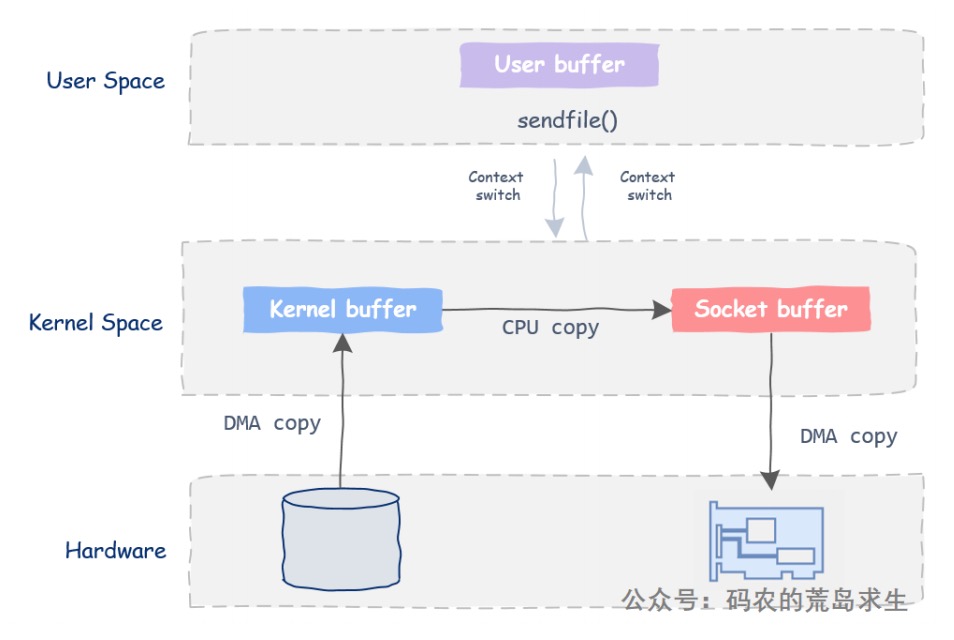 User Space
User buffer
sendfile()
Context
switch
Context
switch
Kernel Space
Kernel buffer
CPU copy
Socket buffer
DMA copy
DMA copy
Hardware
公众号：码农的荒岛求生